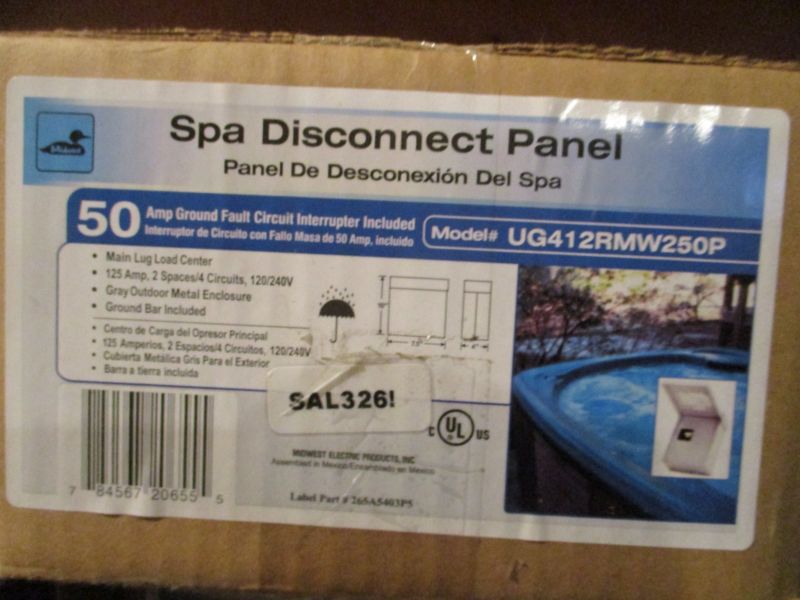 Midwest
Spa Disconnect Panel
Panel De Desconexión Del Spa
50 Amp Ground Fault Circuit Interrupter Included
Interruptor de Circuito con Fallo Masa de 50 Amp, incluido
Model# UG412RMW250P
• Main Lug Load Center
• 125 Amp, 2 Spaces/4 Circuits, 120/240V
• Gray Outdoor Metal Enclosure
• Ground Bar Included
• Centro de Carga del Opresor Principal
• 125 Amperios, 2 Espacios/4 Circuitos, 120/240V
• Cubierta Metálica Gris Para el Exterior
• Barra a tierra incluida
SAL326!
C UL US
MIDWEST ELECTRIC PRODUCTS, INC
Assembled in Mexico/Ensamblado en Mexico
7 84567 20655 5
Label Part # 265A5403P5